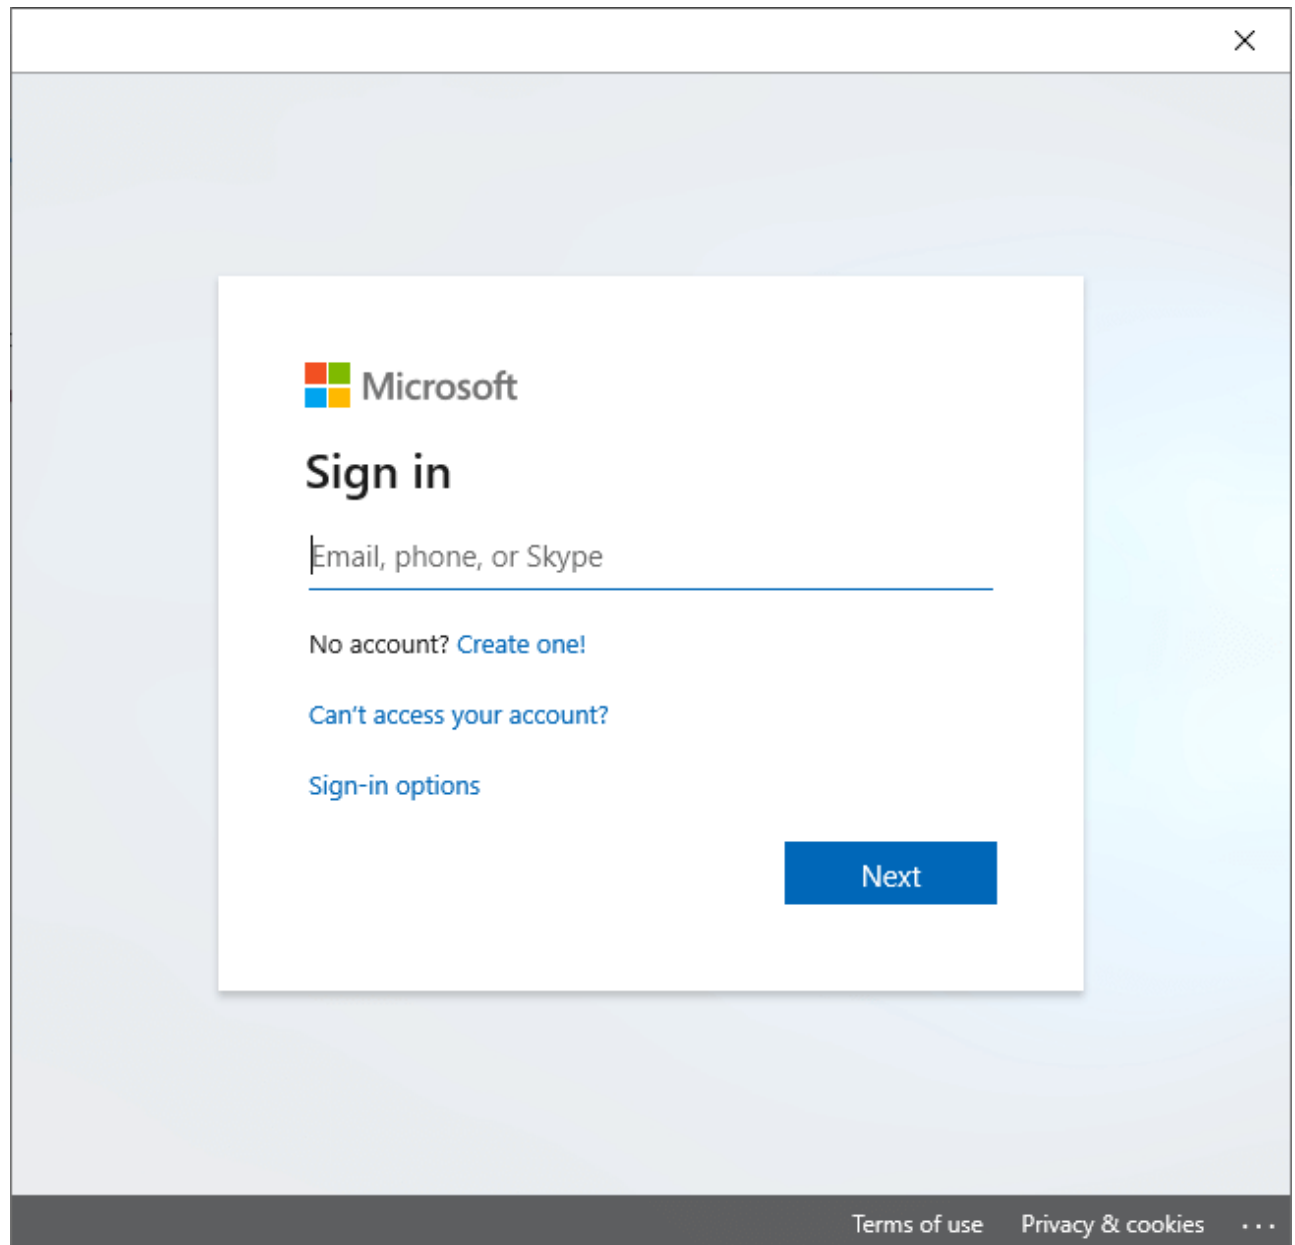 Microsoft
Sign in
Email, phone, or Skype
No account? Create one!
Can't access your account?
Sign-in options
Next
Terms of use Privacy & cookies ...